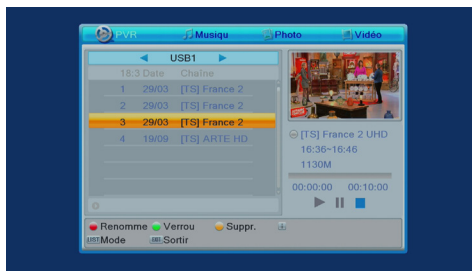 PVR Musiqu Photo Vidéo
USB1
18:3 Date Chaîne
1 29/03 [TS] France 2
2 29/03 [TS] France 2
3 29/03 [TS] France 2
4 19/09 [TS] ARTE HD
[TS] France 2 UHD
16:36~16:46
1130M
00:00:00 00:10:00
Renomme Verrou Suppr.
Mode Sortir